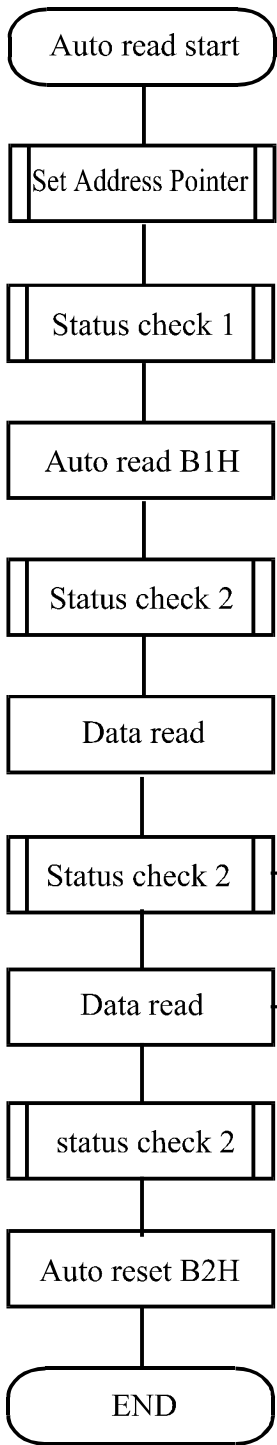 Auto read start
Set Address Pointer
Status check 1
Auto read B1H
Status check 2
Data read
Status check 2
Data read
status check 2
Auto reset B2H
END